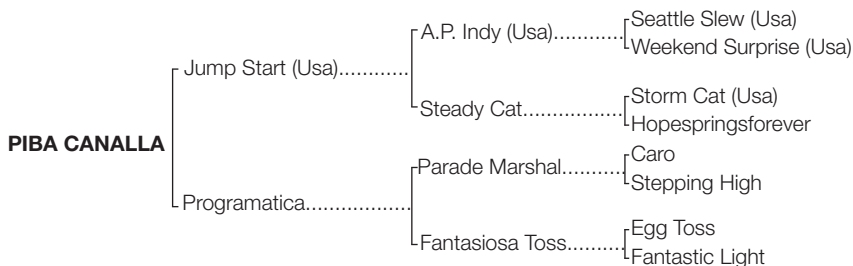 Seattle Slew (Usa)
A.P. Indy (Usa)............
Weekend Surprise (Usa)
Jump Start (Usa)............
Storm Cat (Usa)
Steady Cat.................
Hopespringsforever
PIBA CANALLA
Caro
Parade Marshal...........
Stepping High
Programatica..................
Egg Toss
Fantasiosa Toss..........
Fantastic Light